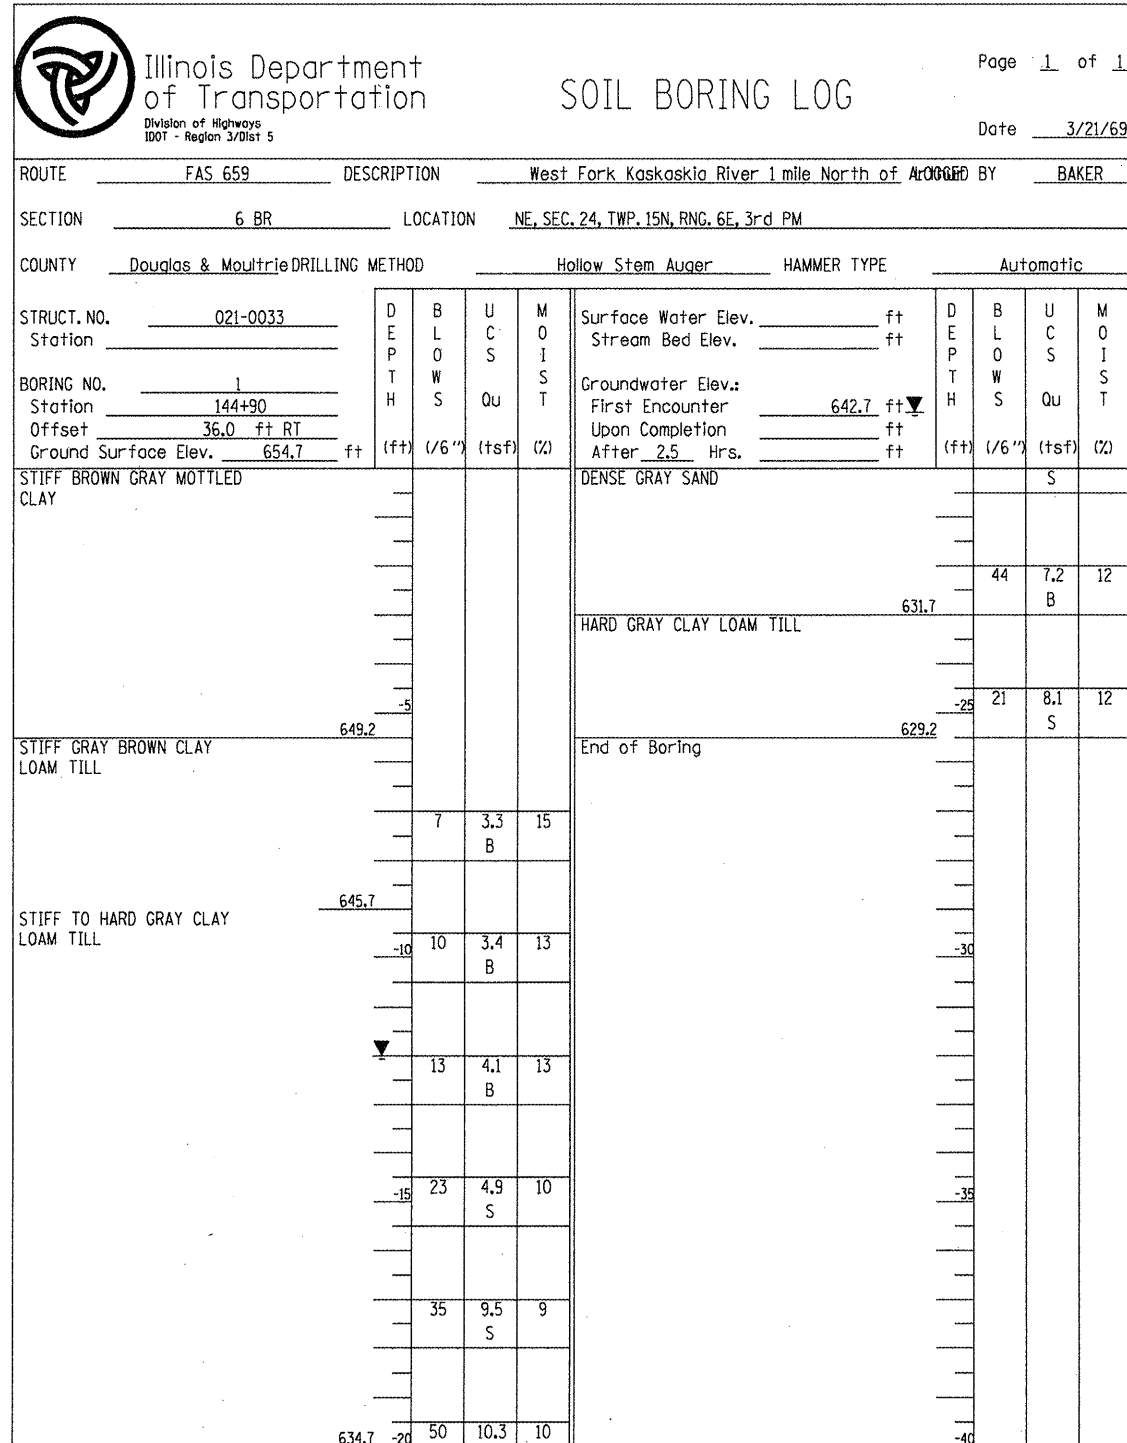 Illinois Department
of Transportation
Division of Highways
IDOT - Region 3/Dist 5
SOIL BORING LOG
Page 1 of 1
Date 3/21/69
ROUTE FAS 659 DESCRIPTION West Fork Kaskaskia River 1 mile North of LOGGED BY BAKER
SECTION 6 BR LOCATION NE, SEC. 24, TWP. 15N, RNG. 6E, 3rd PM
COUNTY Douglas & Moultrie DRILLING METHOD Hollow Stem Auger HAMMER TYPE Automatic
STRUCT. NO. 021-0033
Station
BORING NO. 1
Station 144+90
Offset 36.0 ft RT
Ground Surface Elev. 654.7 ft
DEPTH (ft)
BLOWS (/6")
UCS Qu (tsf)
MOIST (%)
STIFF BROWN GRAY MOTTLED
CLAY
-5
649.2
STIFF GRAY BROWN CLAY
LOAM TILL
7 3.3 15
B
645.7
STIFF TO HARD GRAY CLAY
LOAM TILL
-10 10 3.4 13
B
13 4.1 13
B
-15 23 4.9 10
S
35 9.5 9
S
634.7 -20 50 10.3 10
Surface Water Elev. ft
Stream Bed Elev. ft
Groundwater Elev.:
First Encounter 642.7 ft
Upon Completion ft
After 2.5 Hrs. ft
DEPTH (ft)
BLOWS (/6")
UCS Qu (tsf)
MOIST (%)
DENSE GRAY SAND S
44 7.2 12
B
631.7
HARD GRAY CLAY LOAM TILL
-25 21 8.1 12
S
629.2
End of Boring
-30
-35
-40